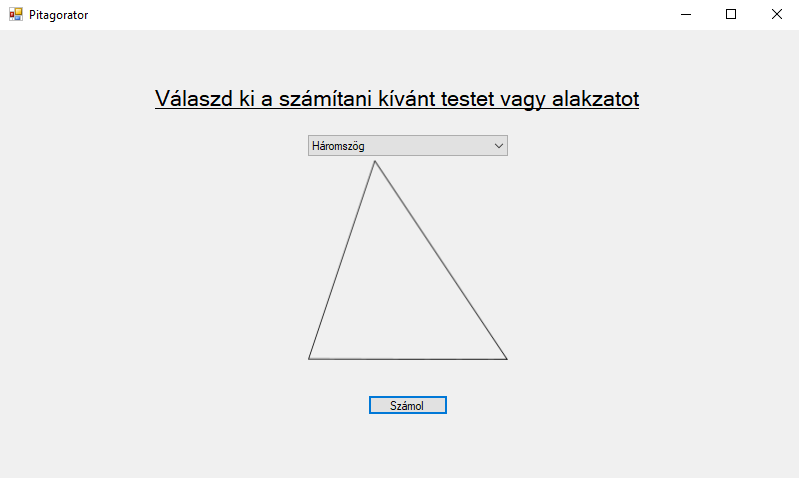 Pitagorator
Válaszd ki a számítani kívánt testet vagy alakzatot
Háromszög
Számol